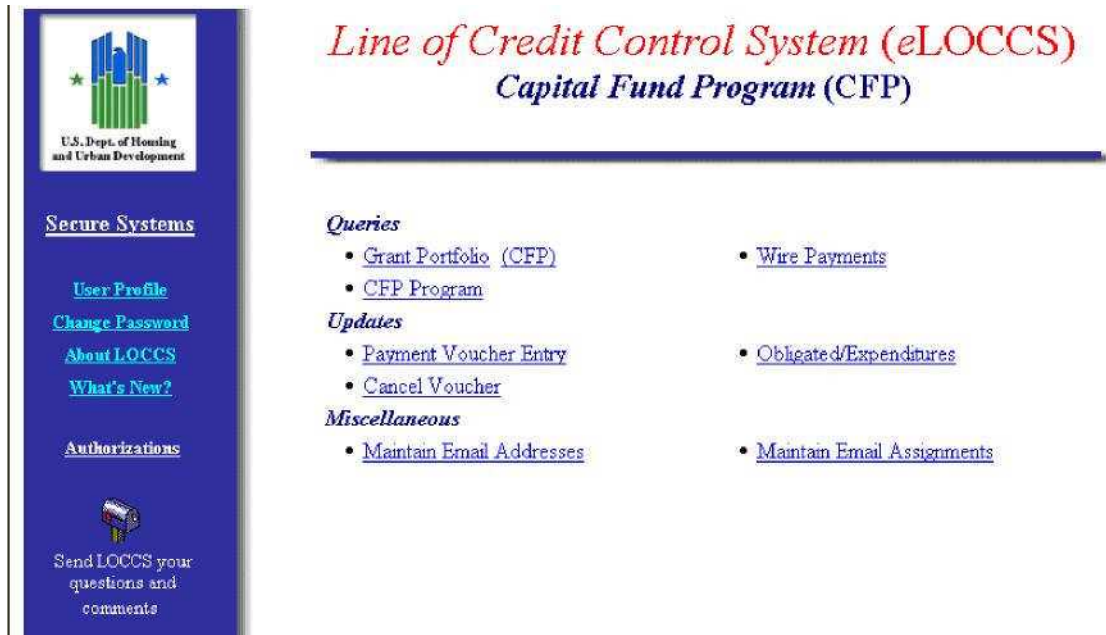 U.S. Dept. of Housing
and Urban Development
Secure Systems
User Profile
Change Password
About LOCCS
What's New?
Authorizations
Send LOCCS your
questions and
comments
Line of Credit Control System (eLOCCS)
Capital Fund Program (CFP)
Queries
• Grant Portfolio (CFP)
• Wire Payments
• CFP Program
Updates
• Payment Voucher Entry
• Obligated/Expenditures
• Cancel Voucher
Miscellaneous
• Maintain Email Addresses
• Maintain Email Assignments